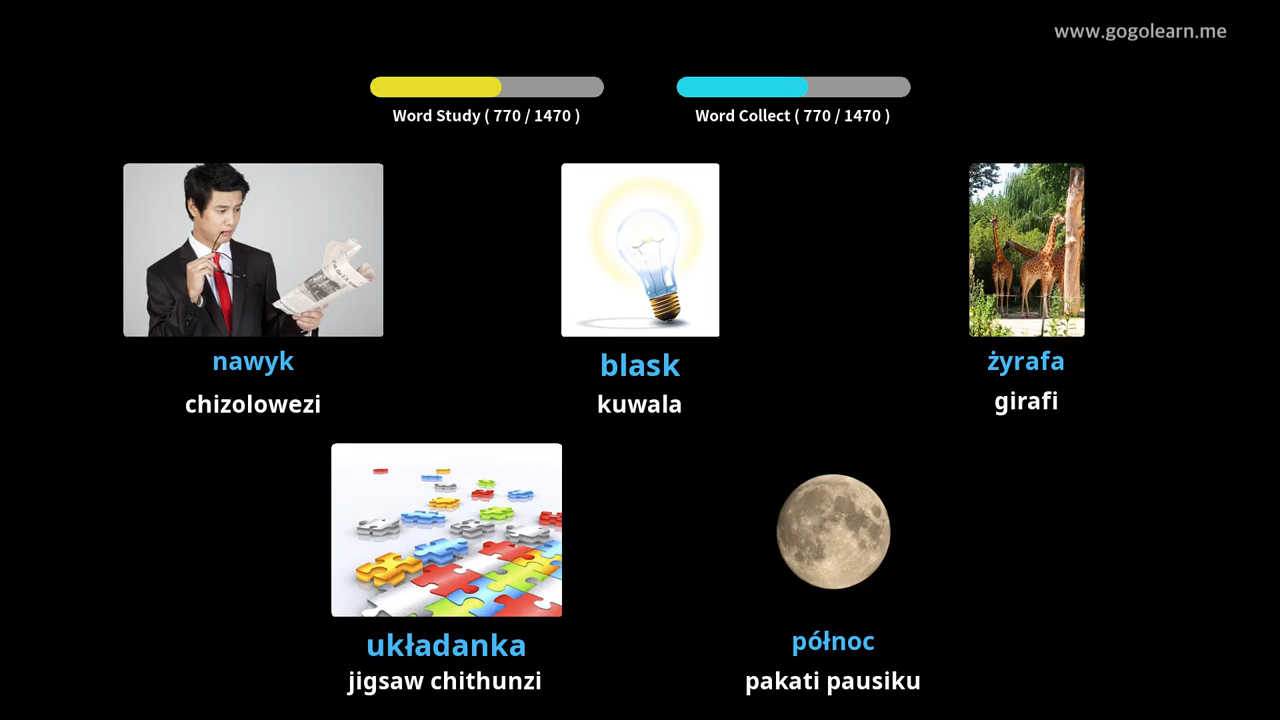 www.gogolearn.me
Word Study ( 770 / 1470 )
Word Collect ( 770 / 1470 )
nawyk
blask
żyrafa
chizolowezi
kuwala
girafi
układanka
północ
jigsaw chithunzi
pakati pausiku